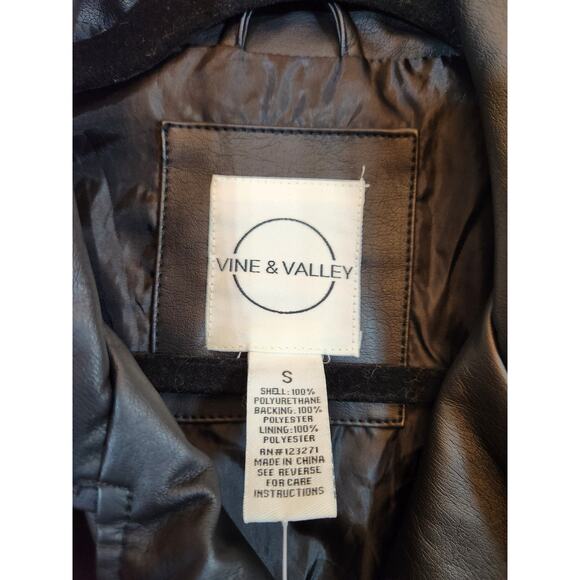 VINE & VALLEY
S
SHELL:100%
POLYURETHANE
BACKING:100%
POLYESTER
LINING:100%
POLYESTER
RN#123271
MADE IN CHINA
SEE REVERSE
FOR CARE
INSTRUCTIONS